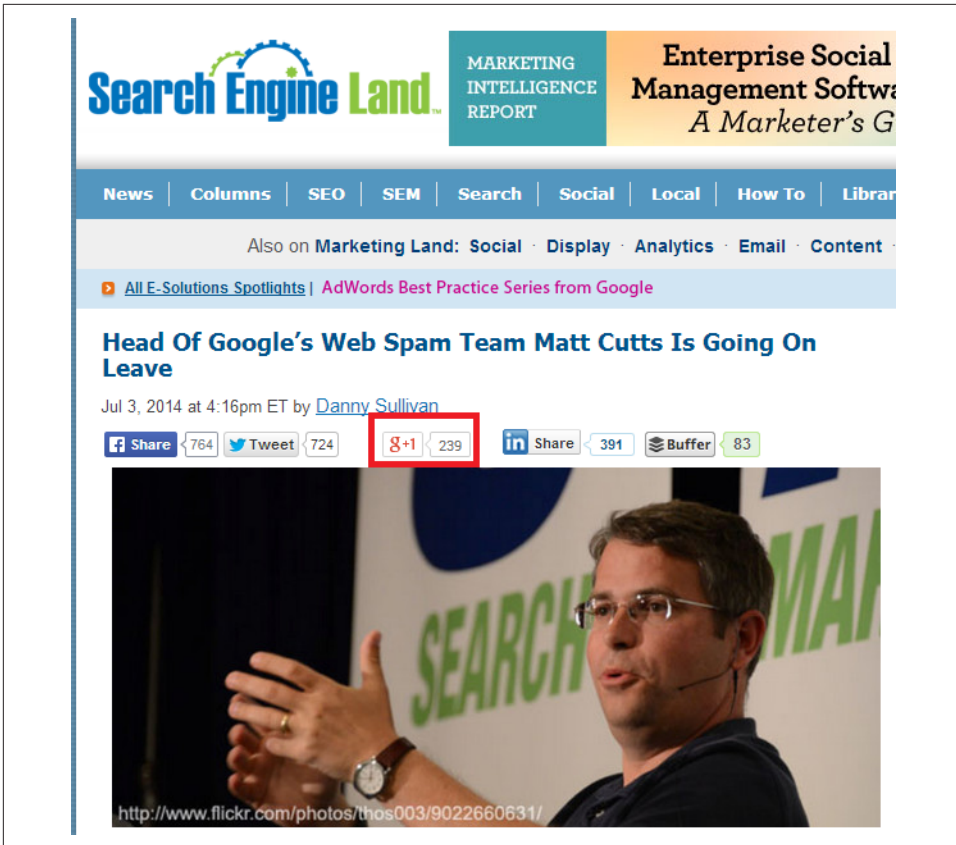 Search Engine Land™
MARKETING
INTELLIGENCE
REPORT
Enterprise Social
Management Softwa
A Marketer's G
News | Columns | SEO | SEM | Search | Social | Local | How To | Librar
Also on Marketing Land: Social · Display · Analytics · Email · Content ·
All E-Solutions Spotlights | AdWords Best Practice Series from Google
Head Of Google's Web Spam Team Matt Cutts Is Going On
Leave
Jul 3, 2014 at 4:16pm ET by Danny Sullivan
f Share 764 Tweet 724 g+1 239 in Share 391 Buffer 83
SEARCH MAR
http://www.flickr.com/photos/thos003/9022660631/